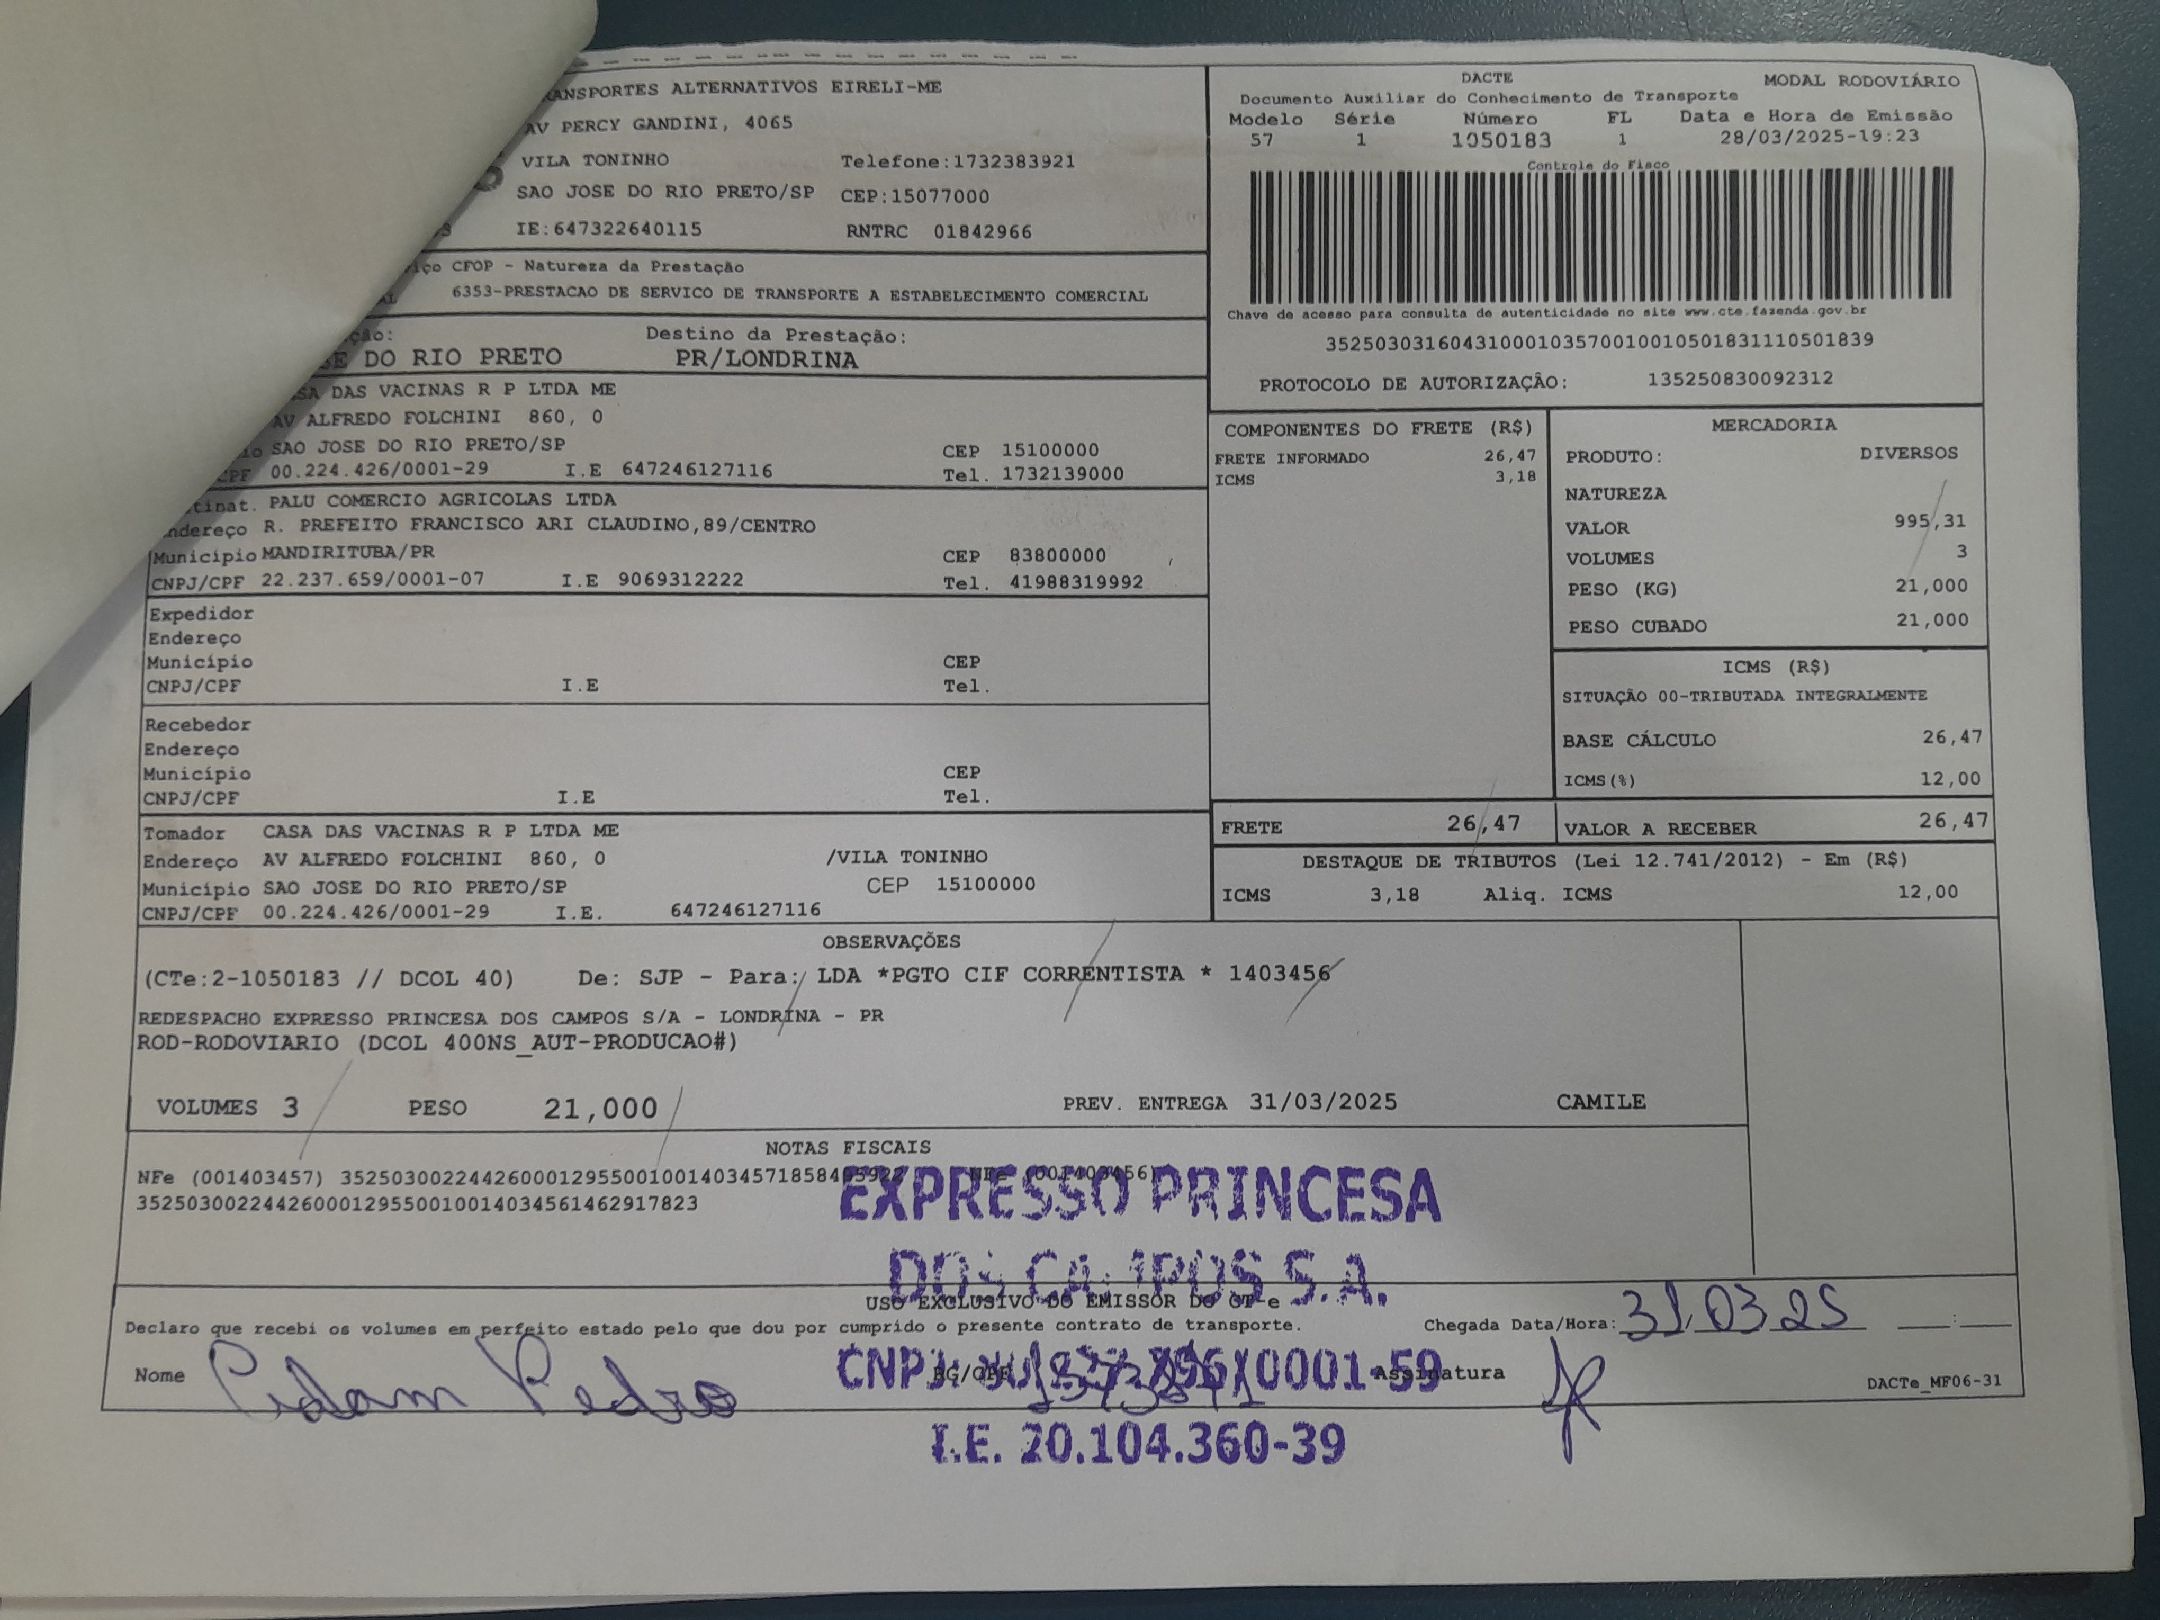 TRANSPORTES ALTERNATIVOS EIRELI-ME
AV PERCY GANDINI, 4065
VILA TONINHO Telefone:1732383921
SAO JOSE DO RIO PRETO/SP CEP:15077000
IE:647322640115 RNTRC 01842966
CFOP - Natureza da Prestação
6353-PRESTACAO DE SERVICO DE TRANSPORTE A ESTABELECIMENTO COMERCIAL
Destino da Prestação:
DO RIO PRETO PR/LONDRINA
DAS VACINAS R P LTDA ME
AV ALFREDO FOLCHINI 860, 0
SAO JOSE DO RIO PRETO/SP CEP 15100000
00.224.426/0001-29 I.E 647246127116 Tel. 1732139000
PALU COMERCIO AGRICOLAS LTDA
Endereço R. PREFEITO FRANCISCO ARI CLAUDINO,89/CENTRO
Município MANDIRITUBA/PR CEP 83800000
CNPJ/CPF 22.237.659/0001-07 I.E 9069312222 Tel. 41988319992
Expedidor
Endereço
Município CEP
CNPJ/CPF I.E Tel.
Recebedor
Endereço
Município CEP
CNPJ/CPF I.E Tel.
Tomador CASA DAS VACINAS R P LTDA ME
Endereço AV ALFREDO FOLCHINI 860, 0 /VILA TONINHO
Município SAO JOSE DO RIO PRETO/SP CEP 15100000
CNPJ/CPF 00.224.426/0001-29 I.E. 647246127116
DACTE MODAL RODOVIÁRIO
Documento Auxiliar do Conhecimento de Transporte
Modelo Série Número FL Data e Hora de Emissão
57 1 1050183 1 28/03/2025-19:23
Controle do Fisco
Chave de acesso para consulta de autenticidade no site www.cte.fazenda.gov.br
35250303160431000103570010010501831110501839
PROTOCOLO DE AUTORIZAÇÃO: 135250830092312
COMPONENTES DO FRETE (R$)
FRETE INFORMADO 26,47
ICMS 3,18
MERCADORIA
PRODUTO: DIVERSOS
NATUREZA
VALOR 995,31
VOLUMES 3
PESO (KG) 21,000
PESO CUBADO 21,000
ICMS (R$)
SITUAÇÃO 00-TRIBUTADA INTEGRALMENTE
BASE CÁLCULO 26,47
ICMS(%) 12,00
FRETE 26,47 VALOR A RECEBER 26,47
DESTAQUE DE TRIBUTOS (Lei 12.741/2012) - Em (R$)
ICMS 3,18 Aliq. ICMS 12,00
OBSERVAÇÕES
(CTe:2-1050183 // DCOL 40) De: SJP - Para: LDA *PGTO CIF CORRENTISTA * 1403456
REDESPACHO EXPRESSO PRINCESA DOS CAMPOS S/A - LONDRINA - PR
ROD-RODOVIARIO (DCOL 400NS_AUT-PRODUCAO#)
VOLUMES 3 PESO 21,000 PREV. ENTREGA 31/03/2025 CAMILE
NOTAS FISCAIS
NFe (001403457) NFe (001403456)
35250300224426000129550010014034561462917823
EXPRESSO PRINCESA
DOS CAMPOS S.A.
USO EXCLUSIVO DO EMISSOR DO CT-e
Declaro que recebi os volumes em perfeito estado pelo que dou por cumprido o presente contrato de transporte. Chegada Data/Hora: 31.03.25
Nome Pedro RG/CPF Assinatura
DACTe_MF06-31
I.E. 20.104.360-39